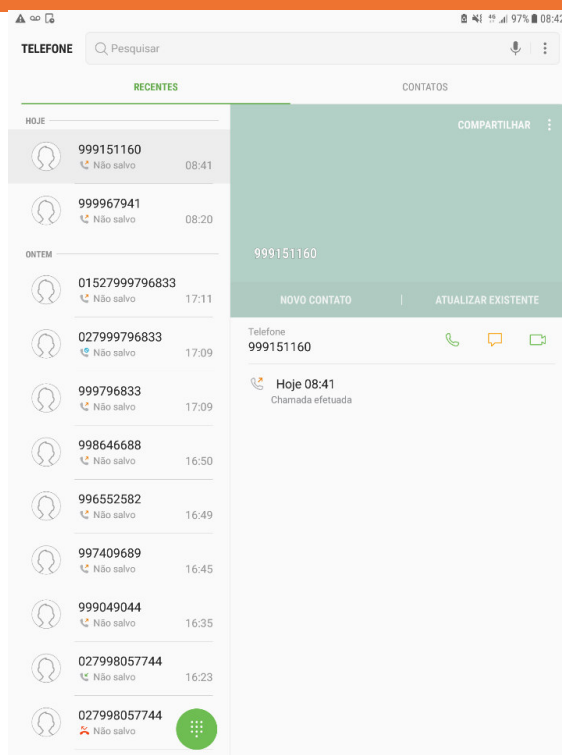 97% 08:42
TELEFONE
Pesquisar
RECENTES
CONTATOS
HOJE
999151160
Não salvo
08:41
999967941
Não salvo
08:20
ONTEM
01527999796833
Não salvo
17:11
027999796833
Não salvo
17:09
999796833
Não salvo
17:09
998646688
Não salvo
16:50
996552582
Não salvo
16:49
997409689
Não salvo
16:45
999049044
Não salvo
16:35
027998057744
Não salvo
16:23
027998057744
Não salvo
COMPARTILHAR
999151160
NOVO CONTATO | ATUALIZAR EXISTENTE
Telefone
999151160
Hoje 08:41
Chamada efetuada